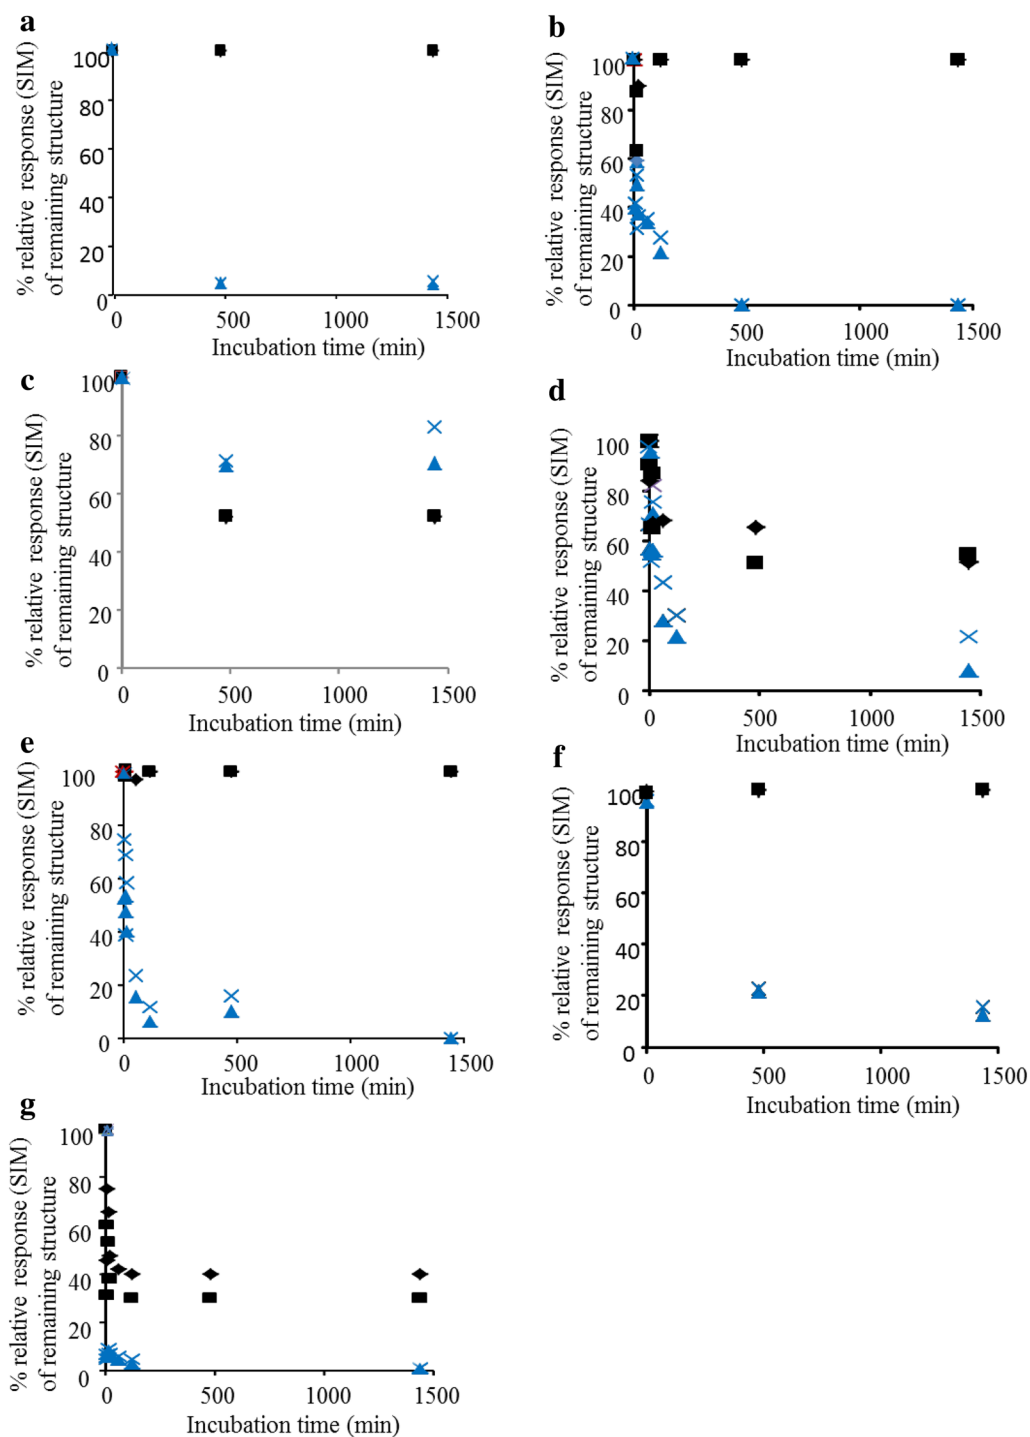 a
% relative response (SIM)
of remaining structure
100
80
60
40
20
0
0 500 1000 1500
Incubation time (min)
b
% relative response (SIM)
of remaining structure
100
80
60
40
20
0
0 500 1000 1500
Incubation time (min)
c
% relative response (SIM)
of remaining structure
100
80
60
40
20
0
0 500 1000 1500
Incubation time (min)
d
% relative response (SIM)
of remaining structure
100
80
60
40
20
0
0 500 1000 1500
Incubation time (min)
e
% relative response (SIM)
of remaining structure
100
80
60
40
20
0
0 500 1000 1500
Incubation time (min)
f
% relative response (SIM)
of remaining structure
100
80
60
40
20
0
0 500 1000 1500
Incubation time (min)
g
% relative response (SIM)
of remaining structure
100
80
60
40
20
0
0 500 1000 1500
Incubation time (min)